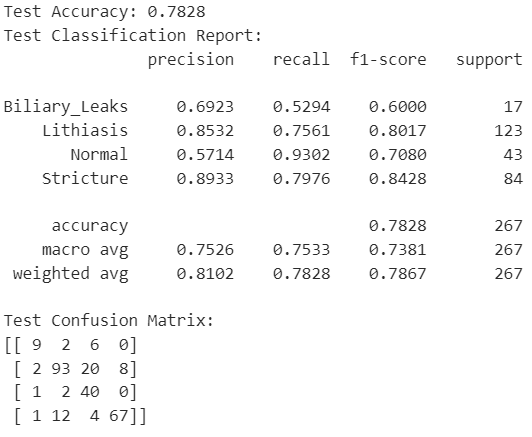 Test Accuracy: 0.7828
Test Classification Report:
precision recall f1-score support
Biliary_Leaks 0.6923 0.5294 0.6000 17
Lithiasis 0.8532 0.7561 0.8017 123
Normal 0.5714 0.9302 0.7080 43
Stricture 0.8933 0.7976 0.8428 84
accuracy 0.7828 267
macro avg 0.7526 0.7533 0.7381 267
weighted avg 0.8102 0.7828 0.7867 267
Test Confusion Matrix:
[[ 9 2 6 0]
[ 2 93 20 8]
[ 1 2 40 0]
[ 1 12 4 67]]